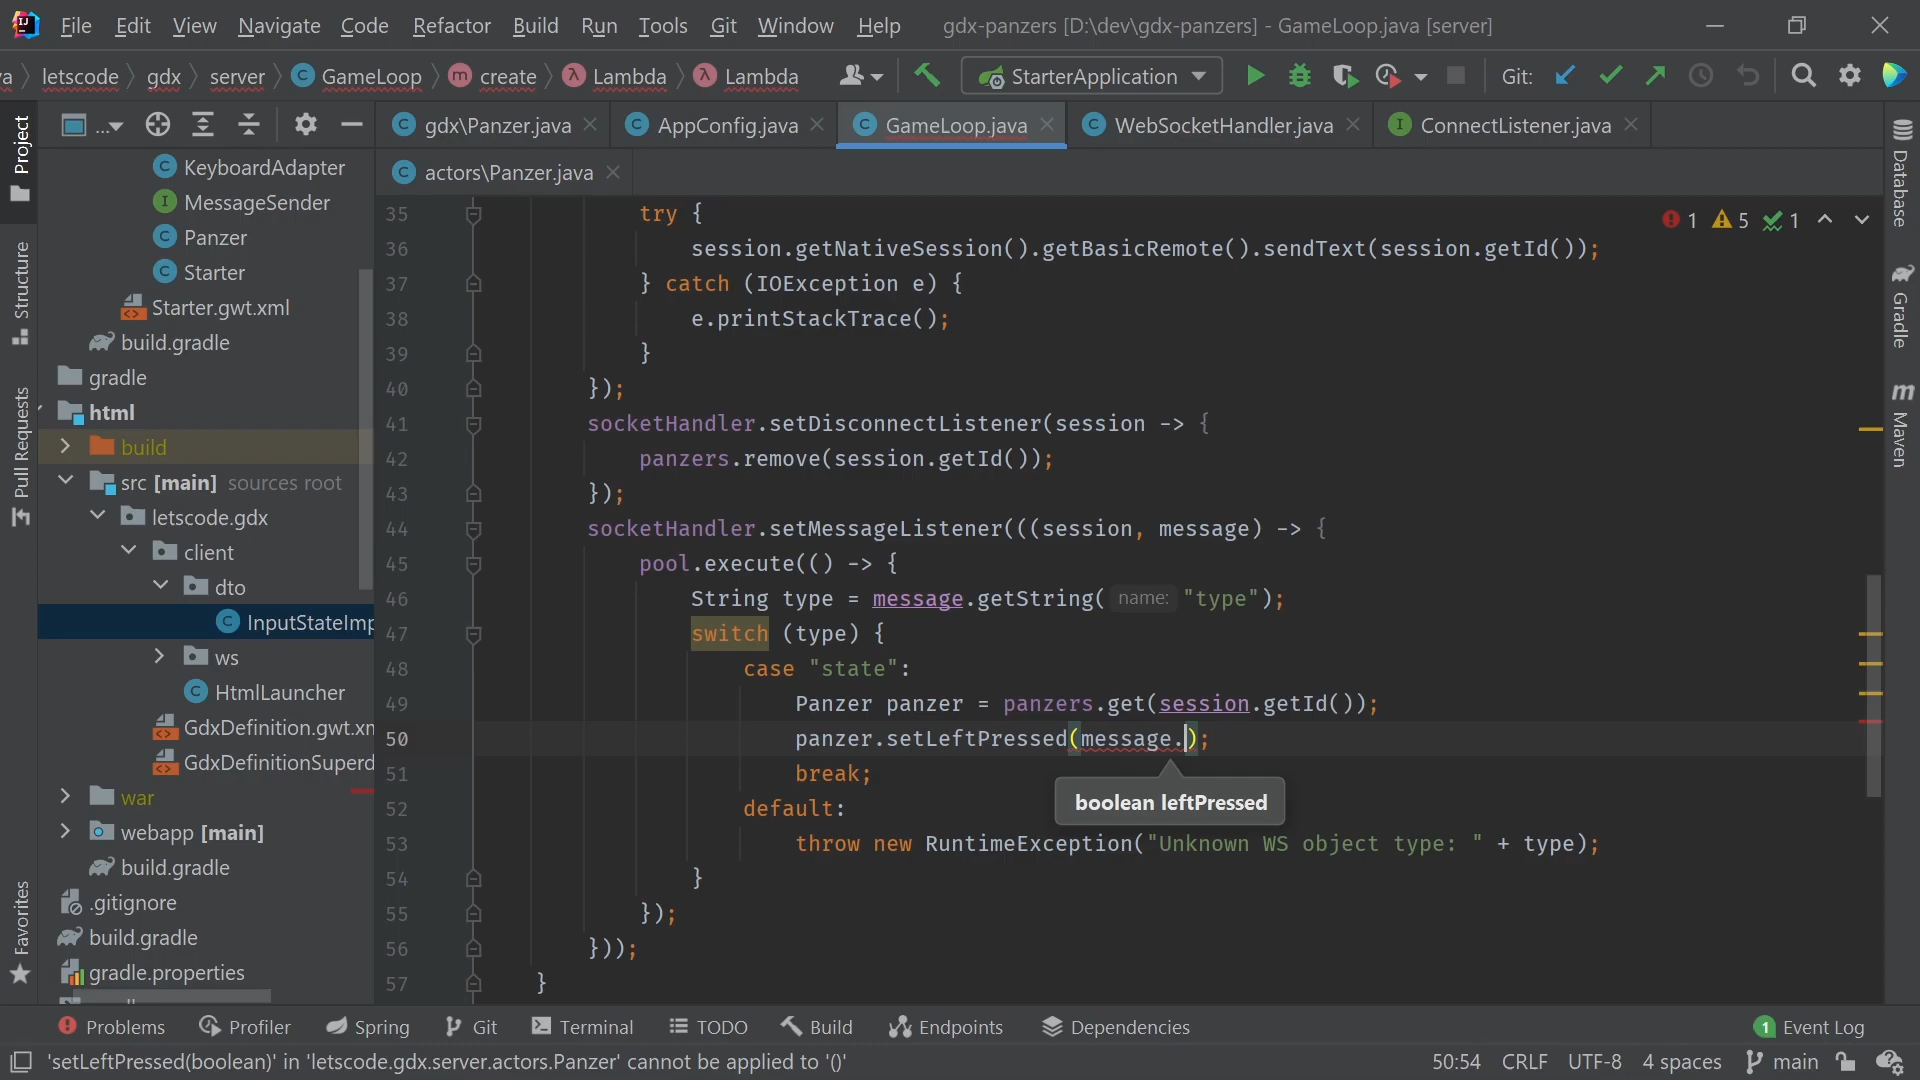 File Edit View Navigate Code Refactor Build Run Tools Git Window Help gdx-panzers [D:\dev\gdx-panzers] - GameLoop.java [server]
letscode gdx server GameLoop create Lambda Lambda StarterApplication Git:
... gdx\Panzer.java AppConfig.java GameLoop.java WebSocketHandler.java ConnectListener.java
actors\Panzer.java
Project
Structure
Pull Requests
Favorites
KeyboardAdapter
MessageSender
Panzer
Starter
Starter.gwt.xml
build.gradle
gradle
html
build
src [main] sources root
letscode.gdx
client
dto
InputStateImp
ws
HtmlLauncher
GdxDefinition.gwt.xm
GdxDefinitionSuperd
war
webapp [main]
build.gradle
.gitignore
build.gradle
gradle.properties
1 5 1
35 try {
36 session.getNativeSession().getBasicRemote().sendText(session.getId());
37 } catch (IOException e) {
38 e.printStackTrace();
39 }
40 });
41 socketHandler.setDisconnectListener(session -> {
42 panzers.remove(session.getId());
43 });
44 socketHandler.setMessageListener(((session, message) -> {
45 pool.execute(() -> {
46 String type = message.getString( name: "type");
47 switch (type) {
48 case "state":
49 Panzer panzer = panzers.get(session.getId());
50 panzer.setLeftPressed(message.);
51 break;
boolean leftPressed
52 default:
53 throw new RuntimeException("Unknown WS object type: " + type);
54 }
55 });
56 }));
57 }
Database
Gradle
Maven
Problems Profiler Spring Git Terminal TODO Build Endpoints Dependencies 1 Event Log
'setLeftPressed(boolean)' in 'letscode.gdx.server.actors.Panzer' cannot be applied to '()' 50:54 CRLF UTF-8 4 spaces main